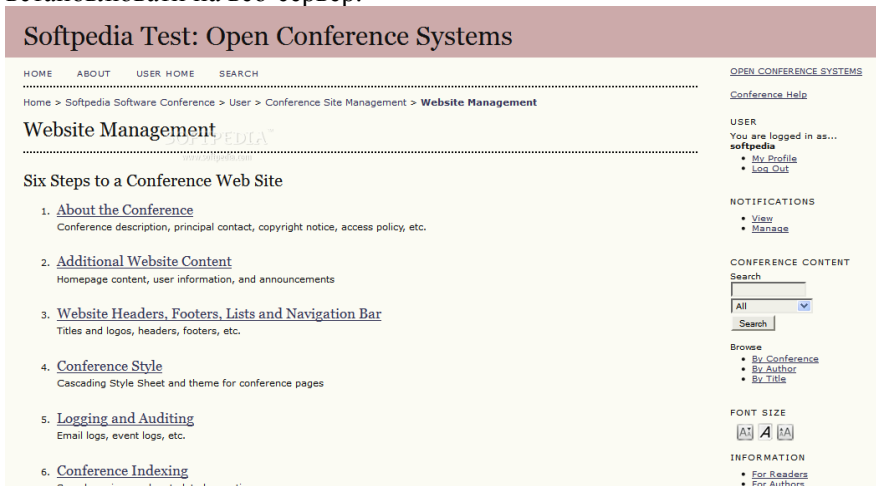 Softpedia Test: Open Conference Systems
HOME ABOUT USER HOME SEARCH
Home > Softpedia Software Conference > User > Conference Site Management > Website Management
Website Management
SOFTPEDIA
www.softpedia.com
Six Steps to a Conference Web Site
1. About the Conference
Conference description, principal contact, copyright notice, access policy, etc.
2. Additional Website Content
Homepage content, user information, and announcements
3. Website Headers, Footers, Lists and Navigation Bar
Titles and logos, headers, footers, etc.
4. Conference Style
Cascading Style Sheet and theme for conference pages
5. Logging and Auditing
Email logs, event logs, etc.
6. Conference Indexing
OPEN CONFERENCE SYSTEMS
Conference Help
USER
You are logged in as...
softpedia
• My Profile
• Log Out
NOTIFICATIONS
• View
• Manage
CONFERENCE CONTENT
Search
All
Search
Browse
• By Conference
• By Author
• By Title
FONT SIZE
A A A
INFORMATION
• For Readers
• For Authors